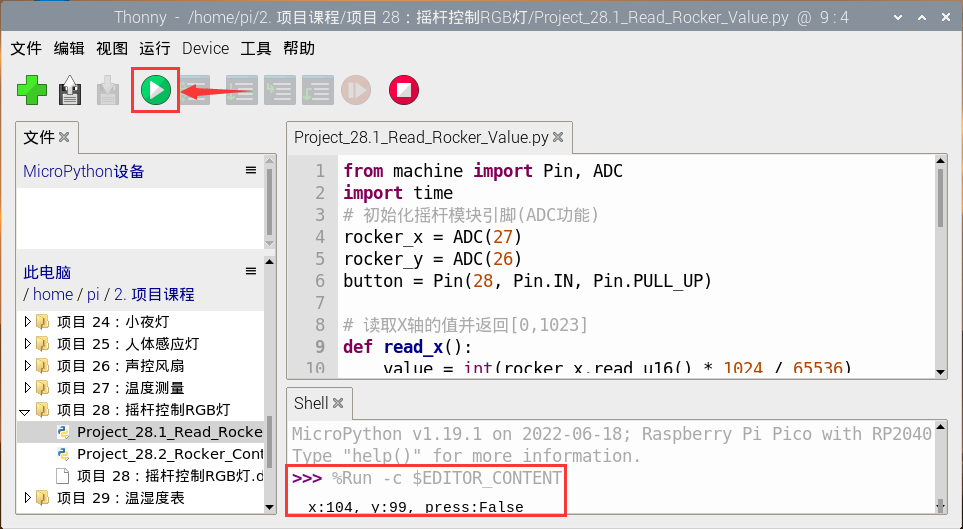 Thonny - /home/pi/2. 项目课程/项目 28：摇杆控制RGB灯/Project_28.1_Read_Rocker_Value.py @ 9 : 4
文件 编辑 视图 运行 Device 工具 帮助
文件
MicroPython设备
此电脑
/ home / pi / 2. 项目课程
项目 24：小夜灯
项目 25：人体感应灯
项目 26：声控风扇
项目 27：温度测量
项目 28：摇杆控制RGB灯
Project_28.1_Read_Rocke
Project_28.2_Rocker_Cont
项目 28：摇杆控制RGB灯.d
项目 29：温湿度表
Project_28.1_Read_Rocker_Value.py
1 from machine import Pin, ADC
2 import time
3 # 初始化摇杆模块引脚(ADC功能)
4 rocker_x = ADC(27)
5 rocker_y = ADC(26)
6 button = Pin(28, Pin.IN, Pin.PULL_UP)
7
8 # 读取X轴的值并返回[0,1023]
9 def read_x():
10 value = int(rocker_x.read_u16() * 1024 / 65536)
Shell
MicroPython v1.19.1 on 2022-06-18; Raspberry Pi Pico with RP2040
Type "help()" for more information.
>>> %Run -c $EDITOR_CONTENT
x:104, y:99, press:False